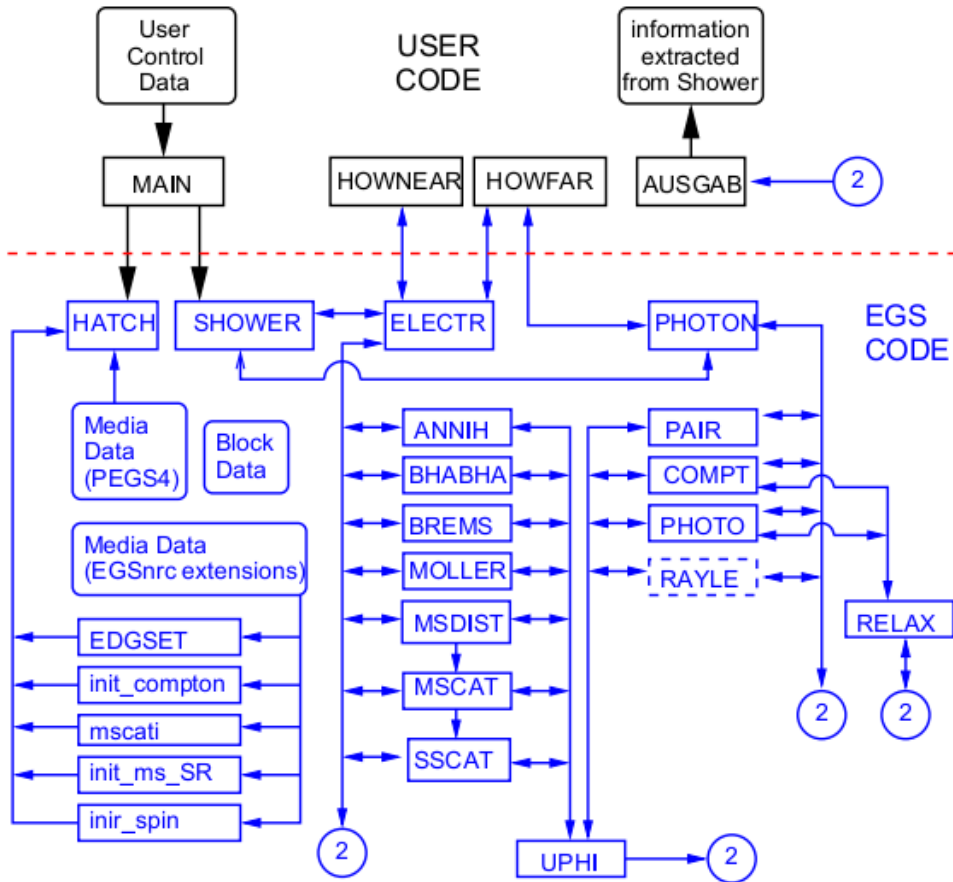 User
Control
Data
USER
CODE
information
extracted
from Shower
MAIN
HOWNEAR
HOWFAR
AUSGAB
2
HATCH
SHOWER
ELECTR
PHOTON
EGS
CODE
Media
Data
(PEGS4)
Block
Data
ANNIH
PAIR
BHABHA
COMPT
BREMS
PHOTO
Media Data
(EGSnrc extensions)
MOLLER
RAYLE
MSDIST
RELAX
EDGSET
init_compton
MSCAT
2
2
mscati
SSCAT
init_ms_SR
inir_spin
2
UPHI
2